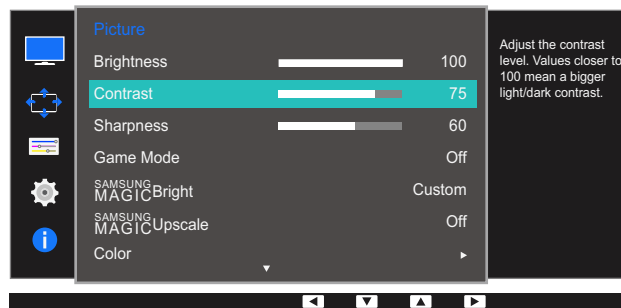 Picture
Brightness 100
Contrast 75
Sharpness 60
Game Mode Off
SAMSUNG MAGIC Bright Custom
SAMSUNG MAGIC Upscale Off
Color
Adjust the contrast
level. Values closer to
100 mean a bigger
light/dark contrast.